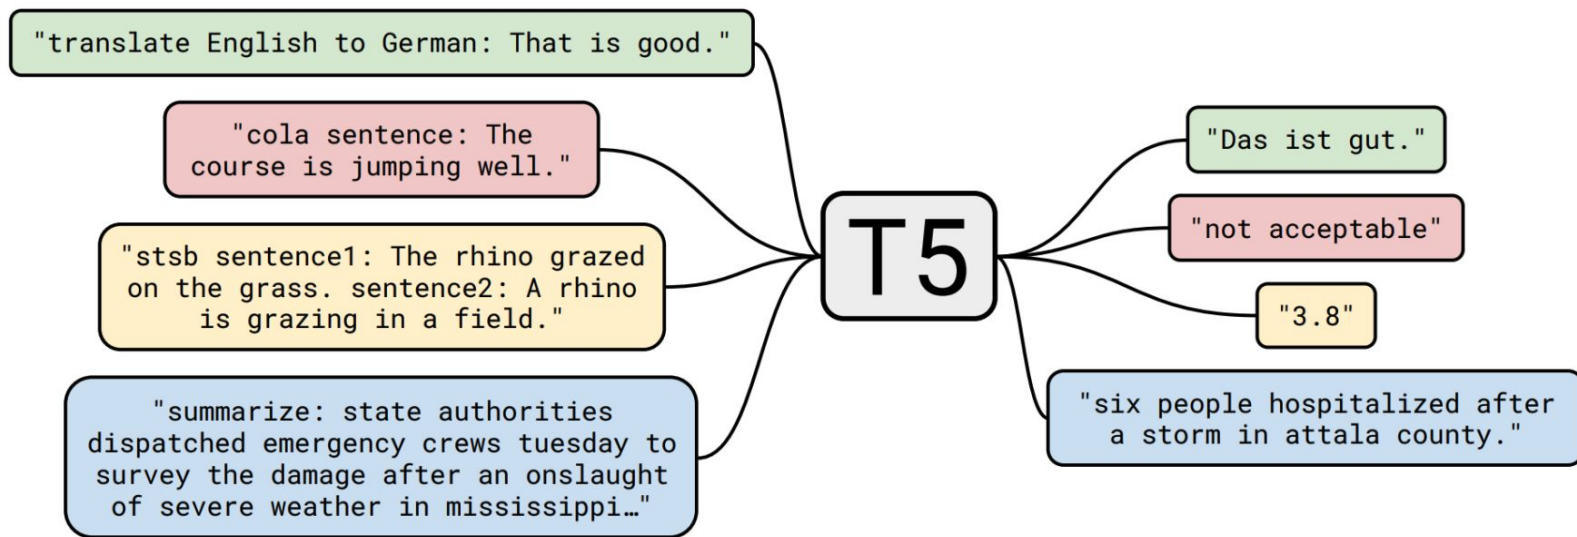 "translate English to German: That is good."
"cola sentence: The
course is jumping well."
"stsb sentence1: The rhino grazed
on the grass. sentence2: A rhino
is grazing in a field."
"summarize: state authorities
dispatched emergency crews tuesday to
survey the damage after an onslaught
of severe weather in mississippi…"
T5
"Das ist gut."
"not acceptable"
"3.8"
"six people hospitalized after
a storm in attala county."